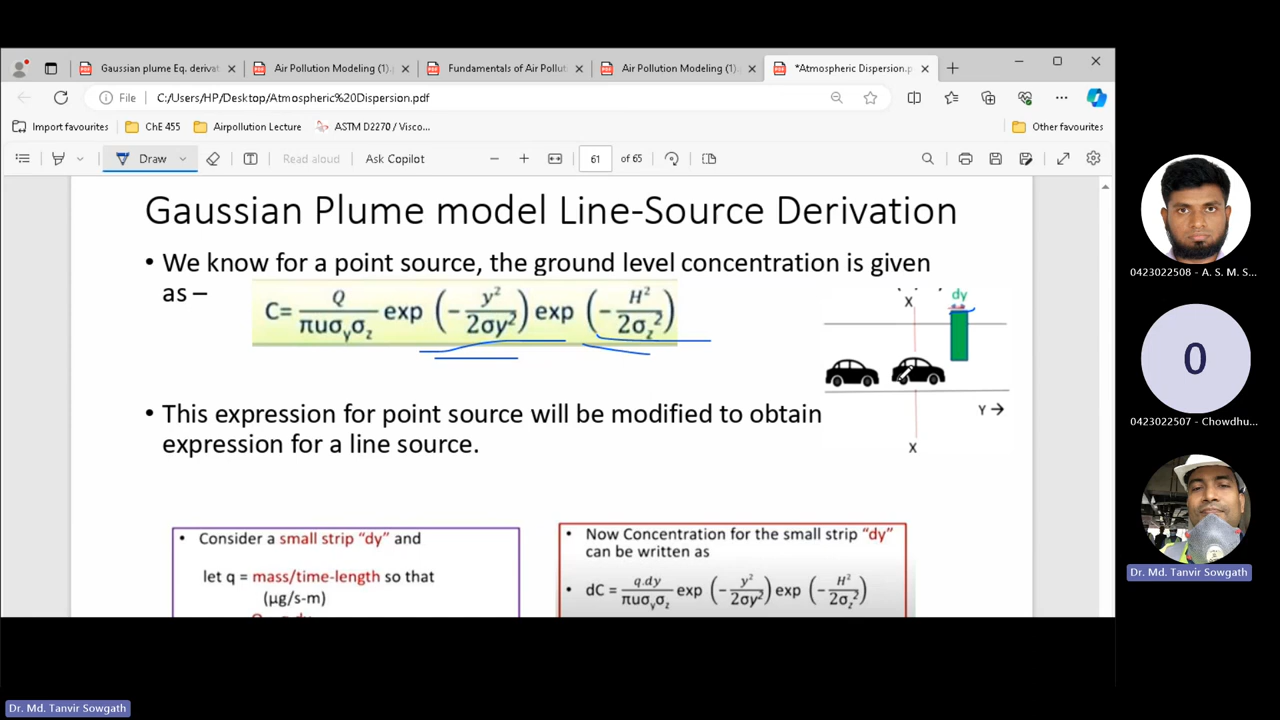 Gaussian plume Eq. derivat
Air Pollution Modeling (1).
Fundamentals of Air Pollut
Air Pollution Modeling (1)
*Atmospheric Dispersion.p
File
C:/Users/HP/Desktop/Atmospheric%20Dispersion.pdf
Import favourites
ChE 455
Airpollution Lecture
ASTM D2270 / Visco...
Other favourites
Draw
Read aloud
Ask Copilot
61
of 65
Gaussian Plume model Line-Source Derivation
• We know for a point source, the ground level concentration is given
as –
C= Q/(πuσyσz) exp (-y²/2σy²) exp (-H²/2σz²)
X
dy
Y →
X
• This expression for point source will be modified to obtain
expression for a line source.
• Consider a small strip “dy” and
let q = mass/time-length so that
(μg/s-m)
• Now Concentration for the small strip “dy”
can be written as
• dC = q.dy/(πuσyσz) exp (-y²/2σy²) exp (-H²/2σz²)
0423022508 - A. S. M. S...
0
0423022507 - Chowdhu...
Dr. Md. Tanvir Sowgath
Dr. Md. Tanvir Sowgath